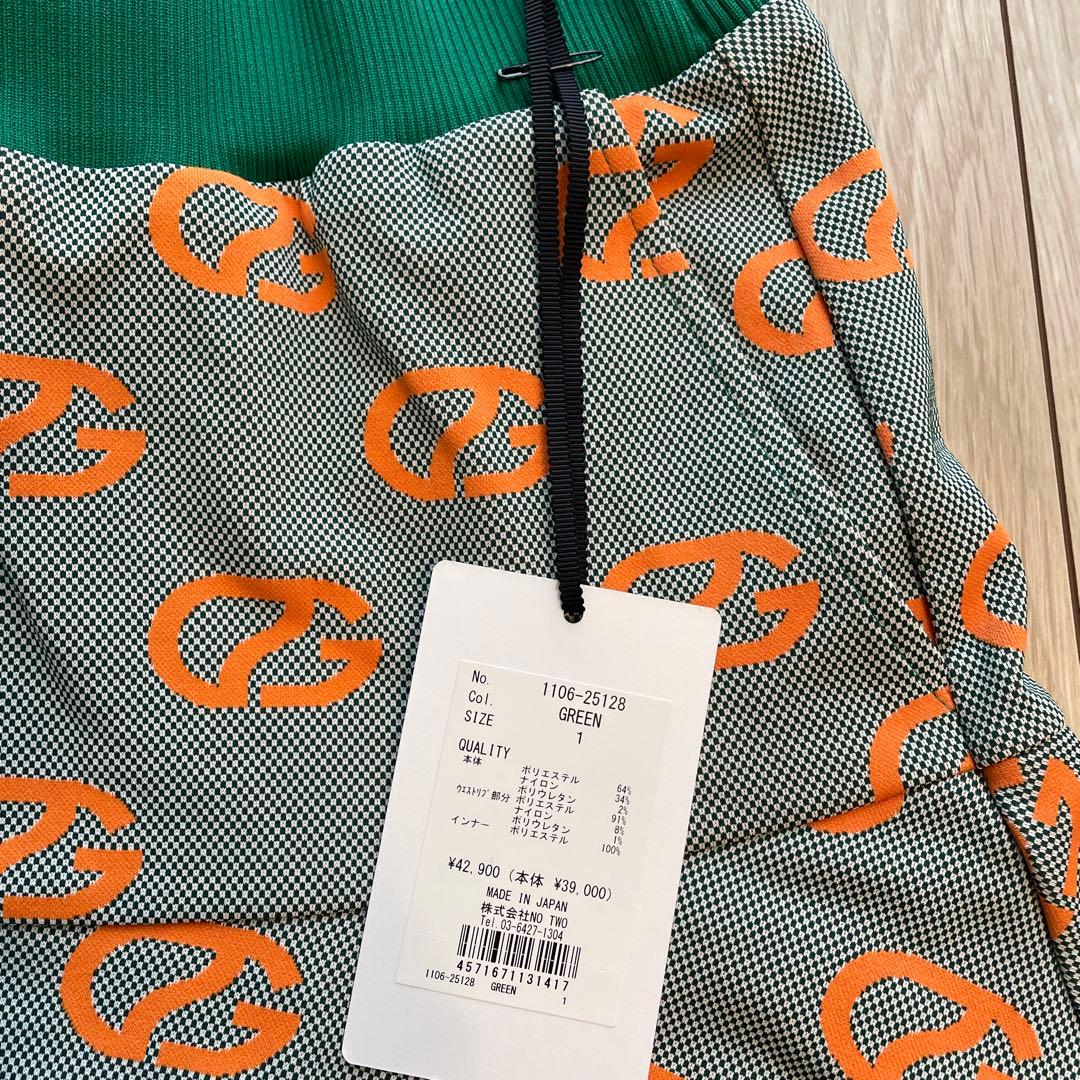 No. 1106-25128
Col. GREEN
SIZE 1
QUALITY
本体 ポリエステル 64%
ナイロン 34%
ポリウレタン 2%
ウエストリブ部分 ポリエステル 91%
ナイロン 8%
ポリウレタン 1%
インナー ポリエステル 100%
¥42,900 (本体 ¥39,000)
MADE IN JAPAN
株式会社NO TWO
Tel.03-6427-1304
4571671131417
1106-25128 GREEN 1